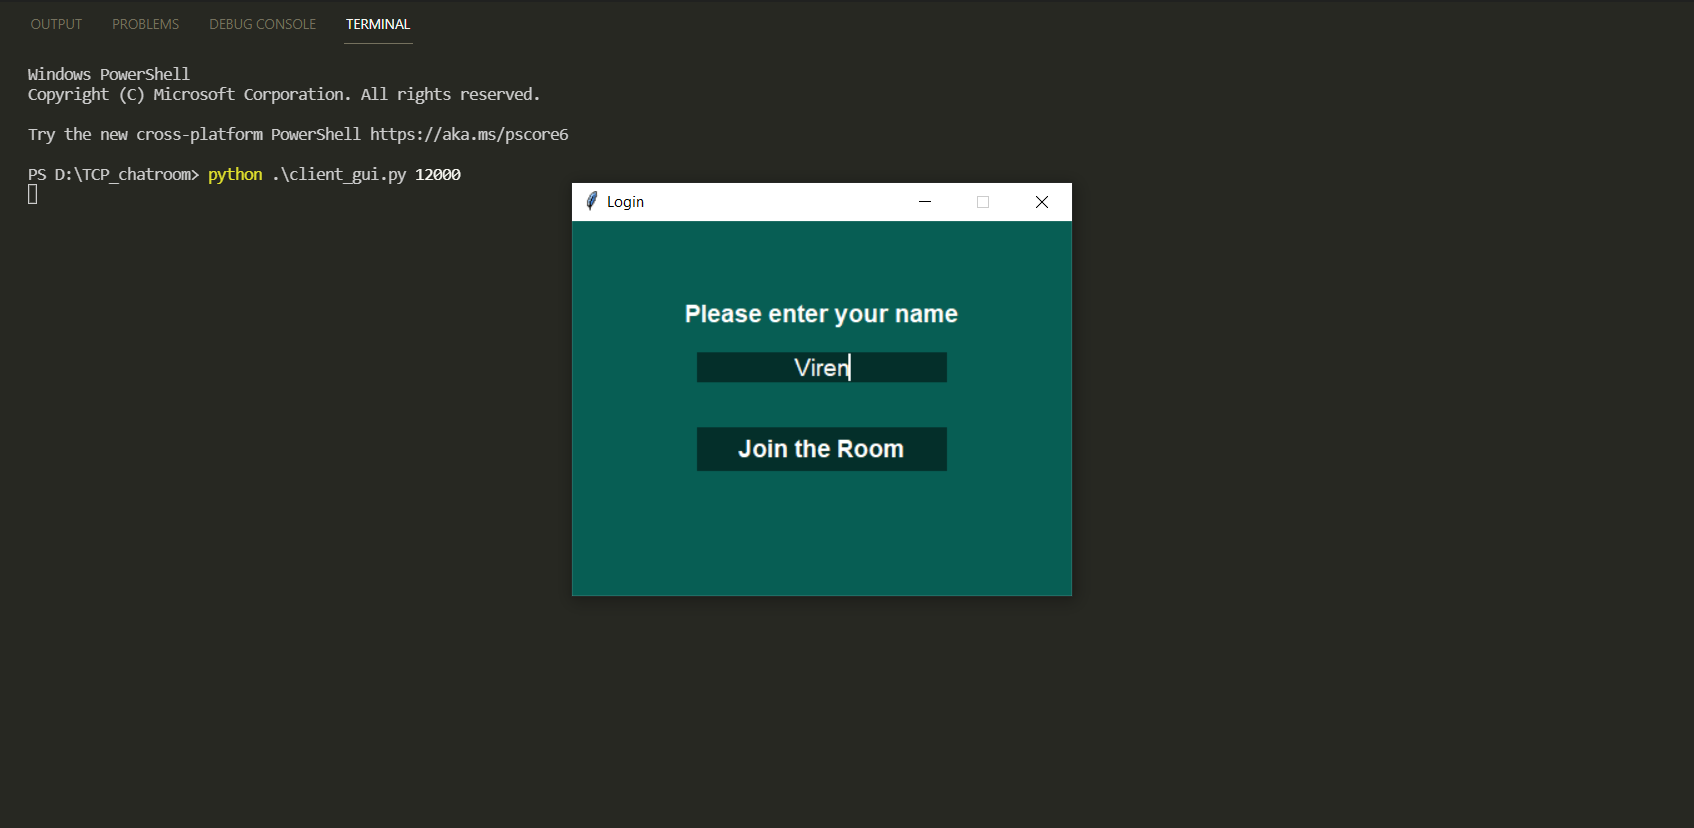 OUTPUT PROBLEMS DEBUG CONSOLE TERMINAL
Windows PowerShell
Copyright (C) Microsoft Corporation. All rights reserved.
Try the new cross-platform PowerShell https://aka.ms/pscore6
PS D:\TCP_chatroom> python .\client_gui.py 12000
Login
Please enter your name
Viren
Join the Room